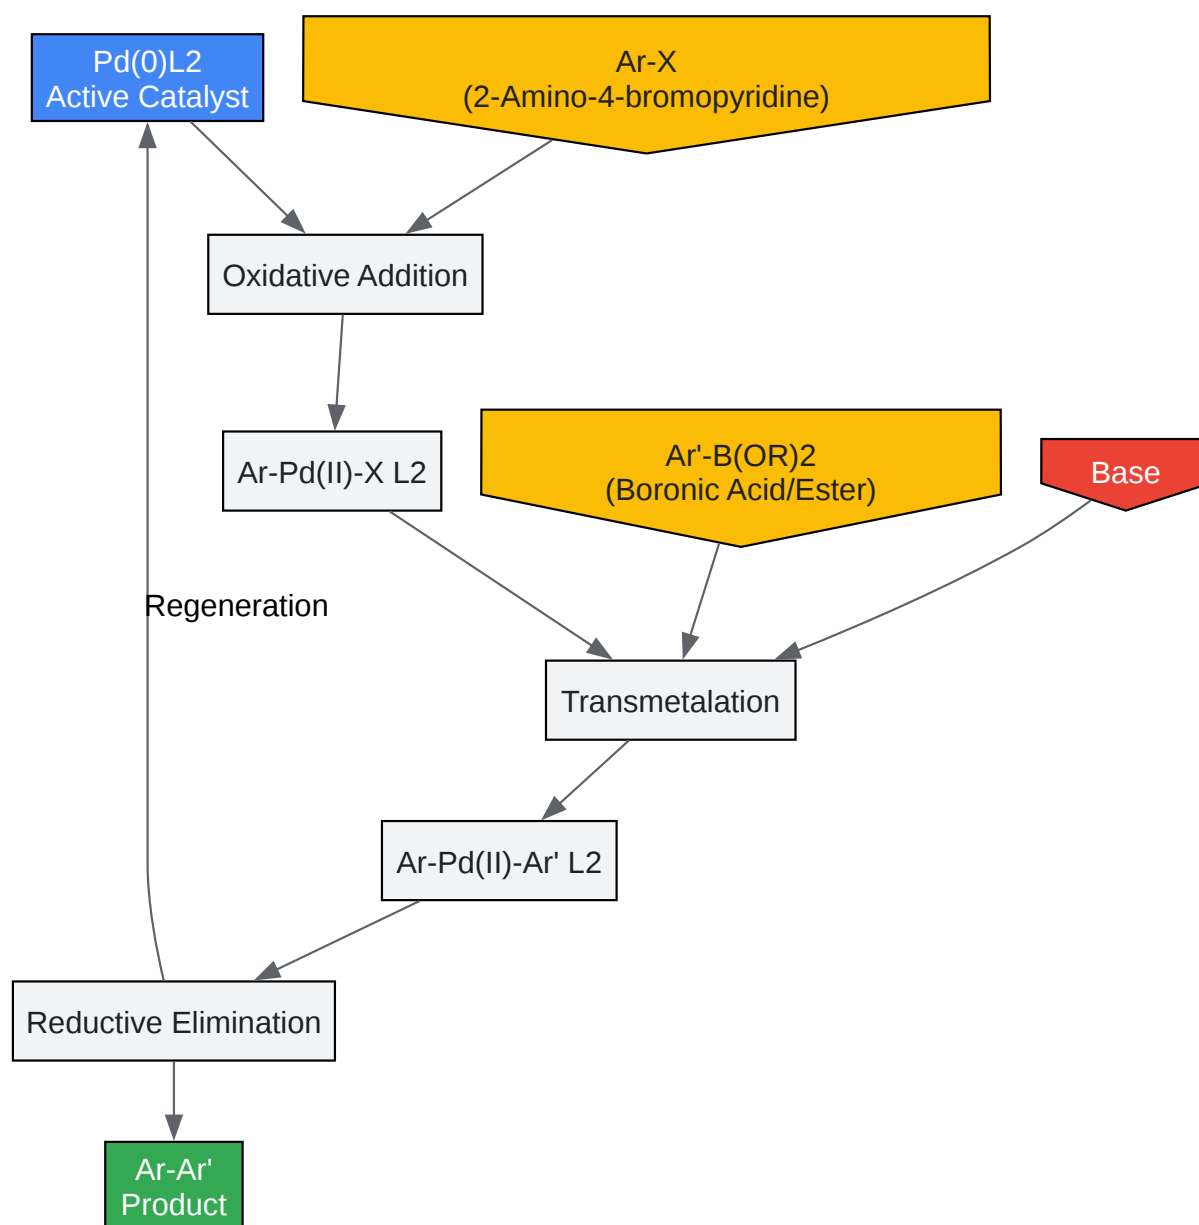 Pd(0)L2
Active Catalyst
Ar-X
(2-Amino-4-bromopyridine)
Oxidative Addition
Ar-Pd(II)-X L2
Ar'-B(OR)2
(Boronic Acid/Ester)
Base
Regeneration
Transmetalation
Ar-Pd(II)-Ar' L2
Reductive Elimination
Ar-Ar'
Product